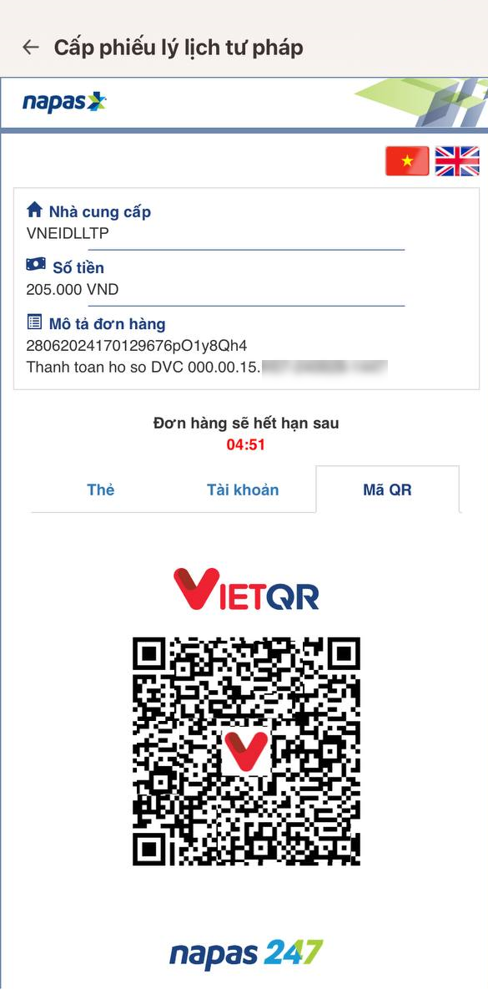 Cấp phiếu lý lịch tư pháp
napas
Nhà cung cấp
VNEIDLLTP
Số tiền
205.000 VND
Mô tả đơn hàng
28062024170129676pO1y8Qh4
Thanh toan ho so DVC 000.00.15.
Đơn hàng sẽ hết hạn sau
04:51
Thẻ Tài khoản Mã QR
VIETQR
napas 247